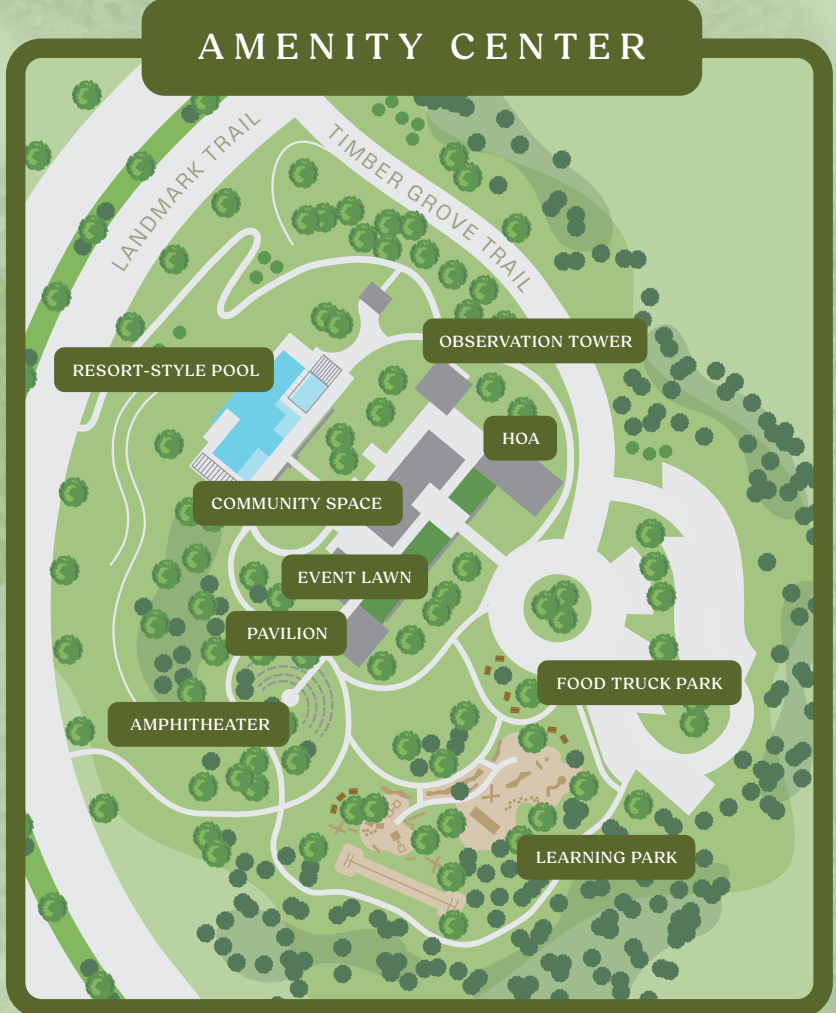 AMENITY CENTER
LANDMARK TRAIL
TIMBER GROVE TRAIL
OBSERVATION TOWER
RESORT-STYLE POOL
HOA
COMMUNITY SPACE
EVENT LAWN
PAVILION
FOOD TRUCK PARK
AMPHITHEATER
LEARNING PARK